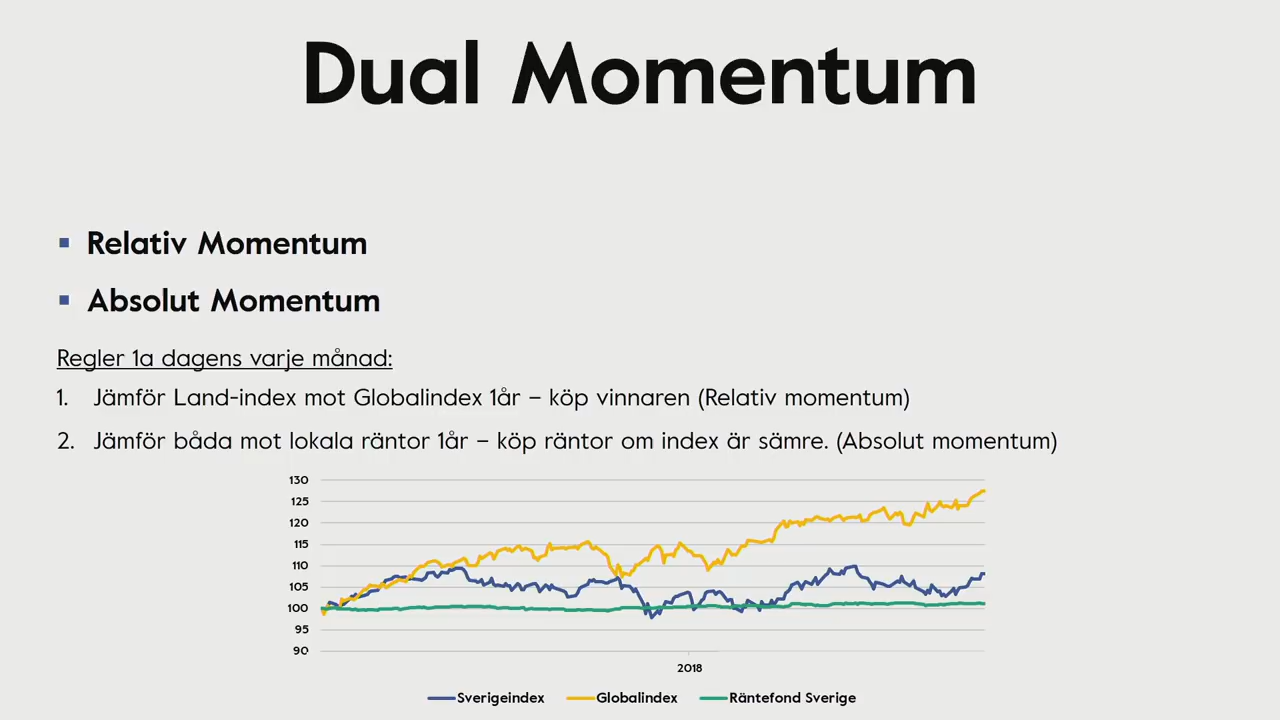 Dual Momentum
▪ Relativ Momentum
▪ Absolut Momentum
Regler 1a dagens varje månad:
1. Jämför Land-index mot Globalindex 1år – köp vinnaren (Relativ momentum)
2. Jämför båda mot lokala räntor 1år – köp räntor om index är sämre. (Absolut momentum)
130
125
120
115
110
105
100
95
90
2018
Sverigeindex Globalindex Räntefond Sverige